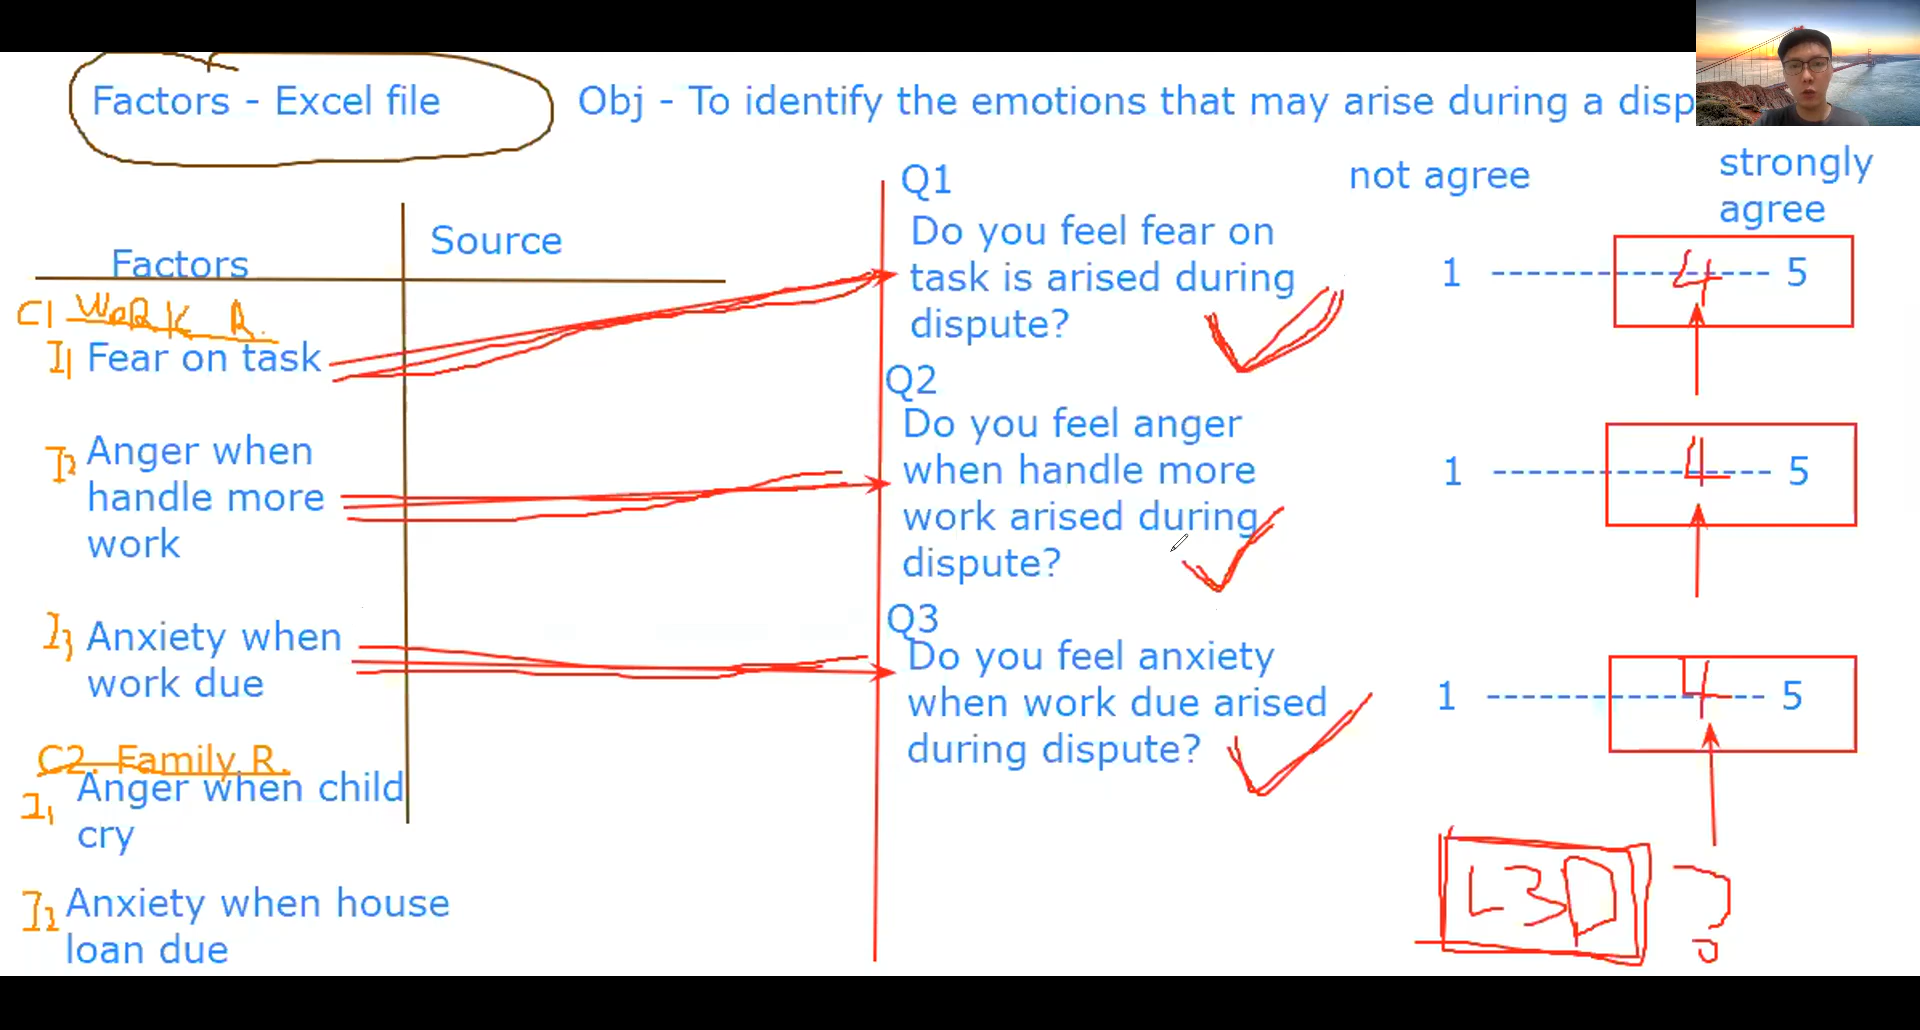 Factors - Excel file
Obj - To identify the emotions that may arise during a disp
Factors
Source
C1 WORK R.
I1 Fear on task
I2 Anger when
handle more
work
I3 Anxiety when
work due
C2. Family R.
I1 Anger when child
cry
I2 Anxiety when house
loan due
Q1
Do you feel fear on
task is arised during
dispute?
Q2
Do you feel anger
when handle more
work arised during
dispute?
Q3
Do you feel anxiety
when work due arised
during dispute?
not agree
strongly
agree
1 ---------------- 4 ---- 5
1 ---------------- 4 ---- 5
1 ---------------- 4 ---- 5
?